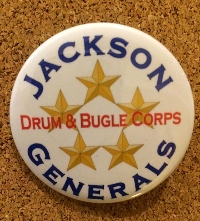 JACKSON
DRUM & BUGLE CORPS
GENERALS